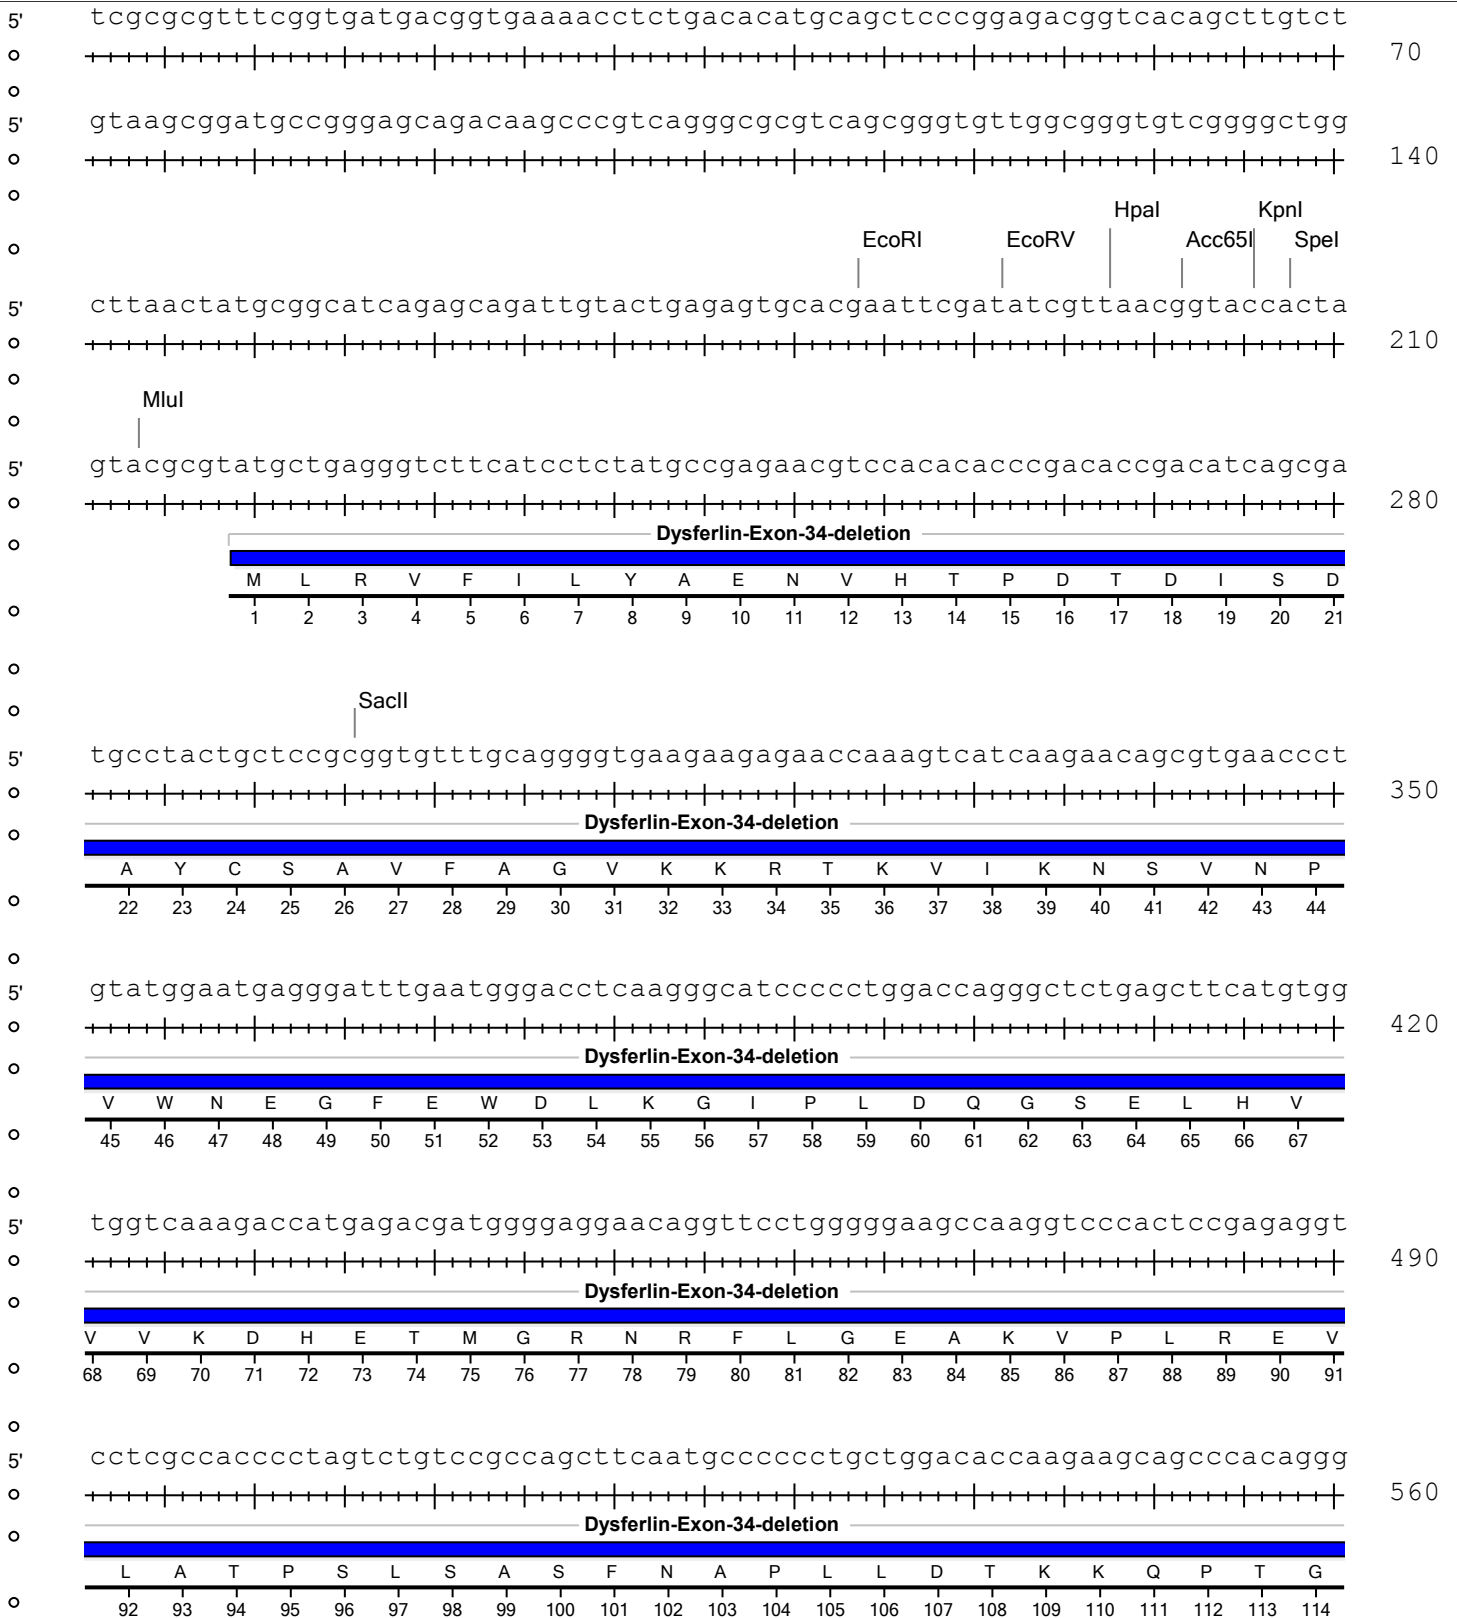 5' tcgcgcgtttcggtgatgacggtgaaaacctctgacacatgcagctcccggagacggtcacagcttgtct
70
5' gtaagcggatgccgggagcagacaagcccgtcagggcgcgtcagcgggtgttggcgggtgtcggggctgg
140
HpaI KpnI
EcoRI EcoRV Acc65I SpeI
5' cttaactatgcggcatcagagcagattgtactgagagtgcacgaattcgatatcgttaacggtaccacta
210
MluI
5' gtacgcgtatgctgagggtcttcatcctctatgccgagaacgtccacacacccgacaccgacatcagcga
280
Dysferlin-Exon-34-deletion
M L R V F I L Y A E N V H T P D T D I S D
1 2 3 4 5 6 7 8 9 10 11 12 13 14 15 16 17 18 19 20 21
SacII
5' tgcctactgctccgcggtgtttgcaggggtgaagaagagaaccaaagtcatcaagaacagcgtgaaccct
350
Dysferlin-Exon-34-deletion
A Y C S A V F A G V K K R T K V I K N S V N P
22 23 24 25 26 27 28 29 30 31 32 33 34 35 36 37 38 39 40 41 42 43 44
5' gtatggaatgagggatttgaatgggacctcaagggcatccccctggaccagggctctgagcttcatgtgg
420
Dysferlin-Exon-34-deletion
V W N E G F E W D L K G I P L D Q G S E L H V
45 46 47 48 49 50 51 52 53 54 55 56 57 58 59 60 61 62 63 64 65 66 67
5' tggtcaaagaccatgagacgatggggaggaacaggttcctgggggaagccaaggtcccactccgagaggt
490
Dysferlin-Exon-34-deletion
V V K D H E T M G R N R F L G E A K V P L R E V
68 69 70 71 72 73 74 75 76 77 78 79 80 81 82 83 84 85 86 87 88 89 90 91
5' cctcgccacccctagtctgtccgccagcttcaatgcccccctgctggacaccaagaagcagcccacaggg
560
Dysferlin-Exon-34-deletion
L A T P S L S A S F N A P L L D T K K Q P T G
92 93 94 95 96 97 98 99 100 101 102 103 104 105 106 107 108 109 110 111 112 113 114